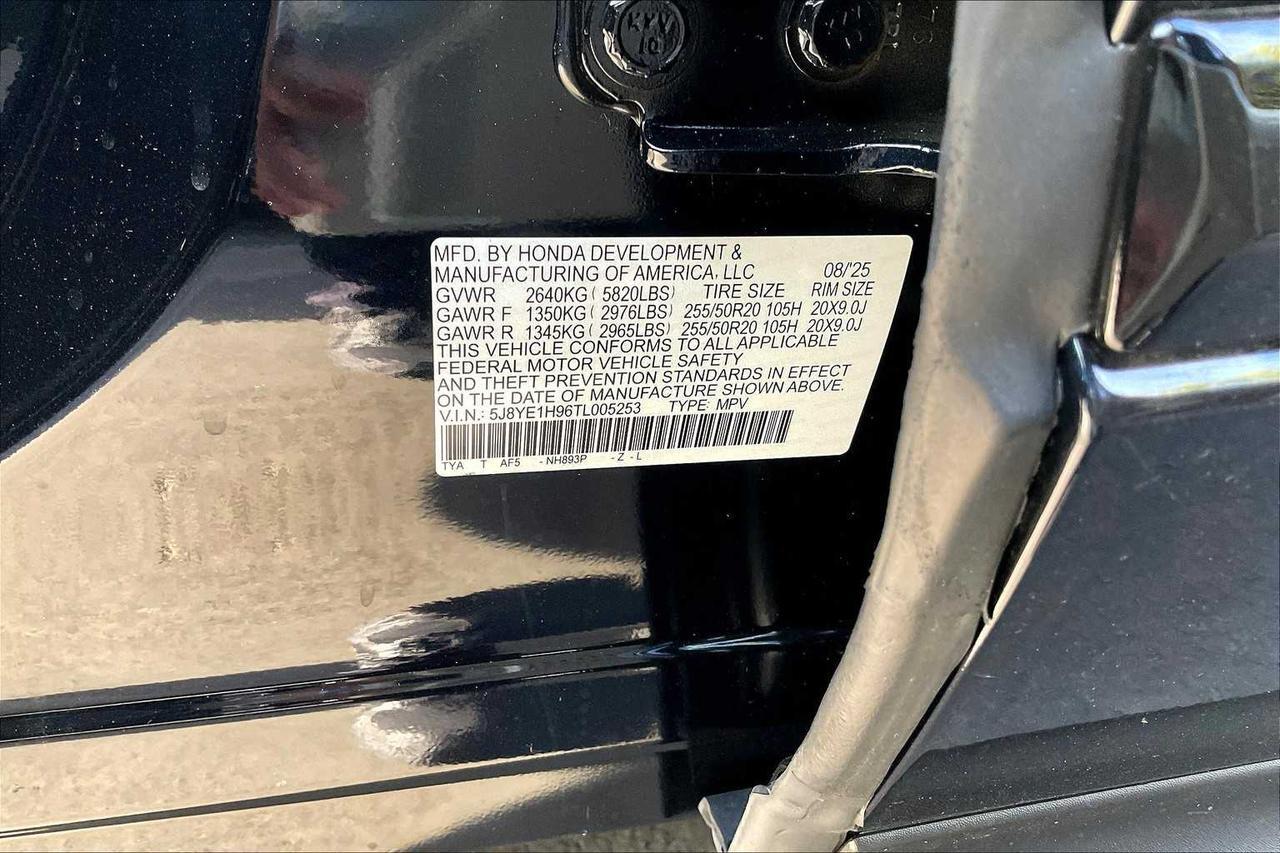 MFD. BY HONDA DEVELOPMENT &
MANUFACTURING OF AMERICA, LLC 08/'25
GVWR 2640KG ( 5820LBS) TIRE SIZE RIM SIZE
GAWR F 1350KG ( 2976LBS) 255/50R20 105H 20X9.0J
GAWR R 1345KG ( 2965LBS) 255/50R20 105H 20X9.0J
THIS VEHICLE CONFORMS TO ALL APPLICABLE
FEDERAL MOTOR VEHICLE SAFETY
AND THEFT PREVENTION STANDARDS IN EFFECT
ON THE DATE OF MANUFACTURE SHOWN ABOVE.
V.I.N.: 5J8YE1H96TL005253 TYPE: MPV
TYA T AF5 - NH893P - Z - L